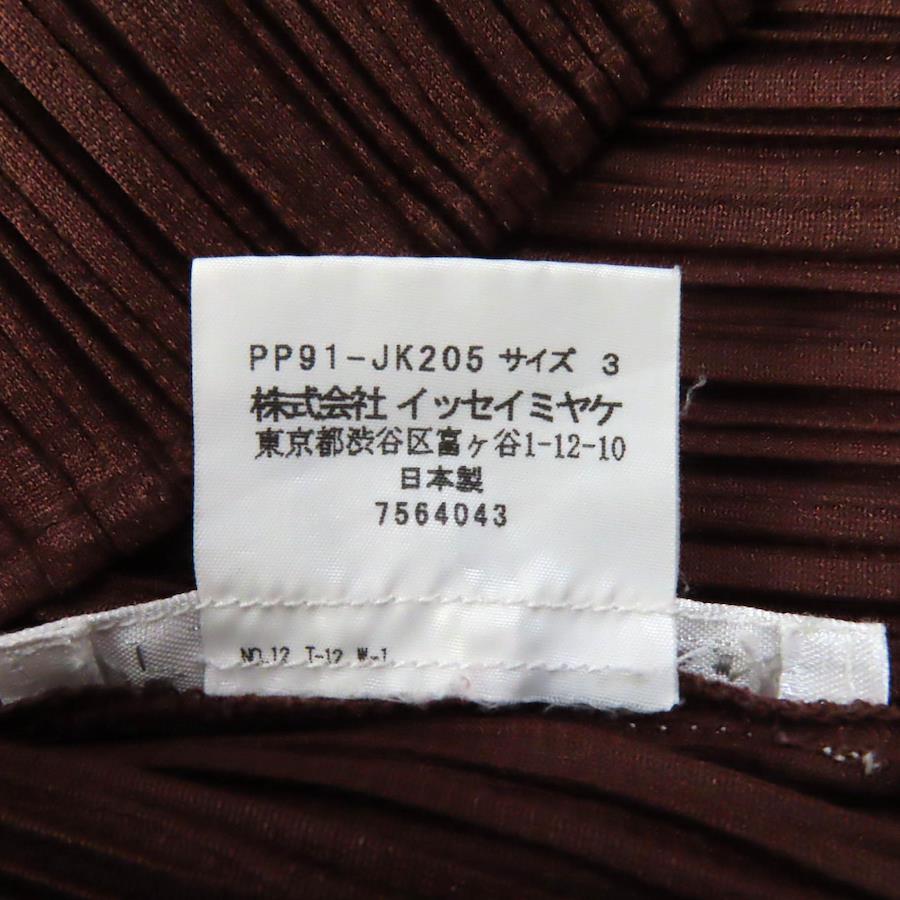 PP91-JK205 サイズ 3
株式会社 イッセイミヤケ
東京都渋谷区富ヶ谷1-12-10
日本製
7564043
NO.12 T-12 W-1